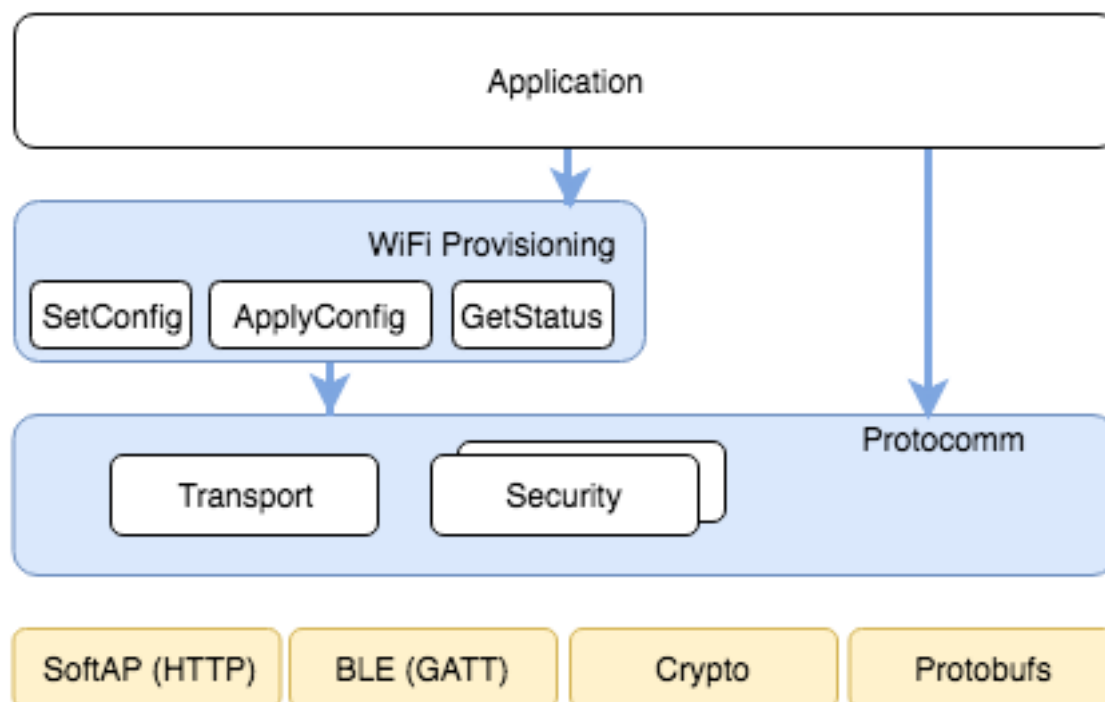 Application
WiFi Provisioning
SetConfig
ApplyConfig
GetStatus
Protocomm
Transport
Security
SoftAP (HTTP)
BLE (GATT)
Crypto
Protobufs